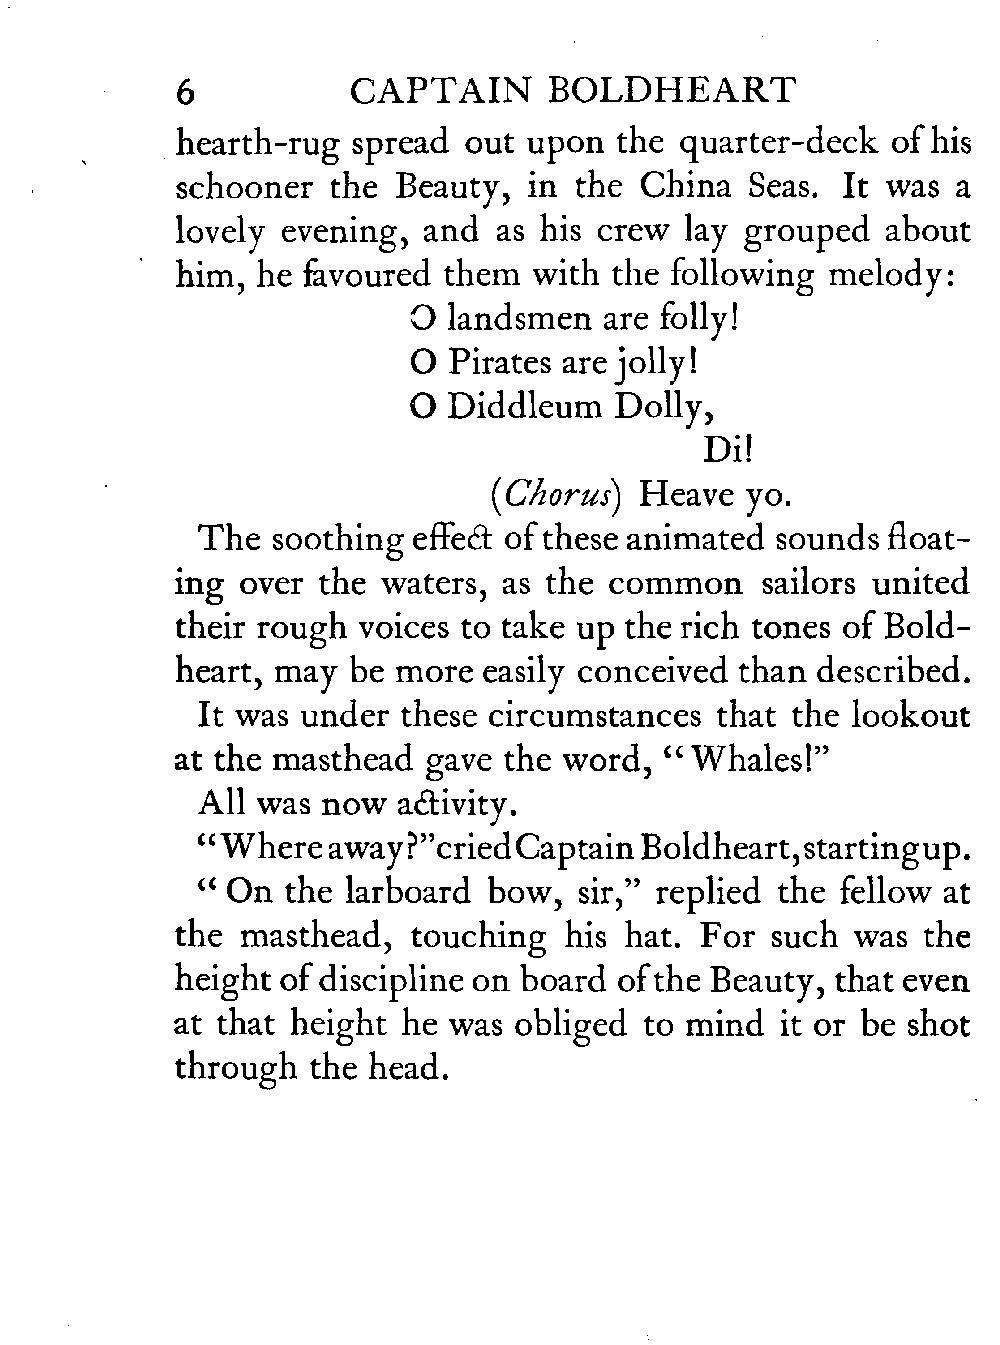 6 CAPTAIN BOLDHEART
hearth-rug spread out upon the quarter-deck of his
schooner the Beauty, in the China Seas. It was a
lovely evening, and as his crew lay grouped about
him, he favoured them with the following melody:
O landsmen are folly!
O Pirates are jolly!
O Diddleum Dolly,
Di!
(Chorus) Heave yo.
The soothing effect of these animated sounds float-
ing over the waters, as the common sailors united
their rough voices to take up the rich tones of Bold-
heart, may be more easily conceived than described.
It was under these circumstances that the lookout
at the masthead gave the word, “Whales!”
All was now activity.
“Where away?” cried Captain Boldheart, starting up.
“On the larboard bow, sir,” replied the fellow at
the masthead, touching his hat. For such was the
height of discipline on board of the Beauty, that even
at that height he was obliged to mind it or be shot
through the head.